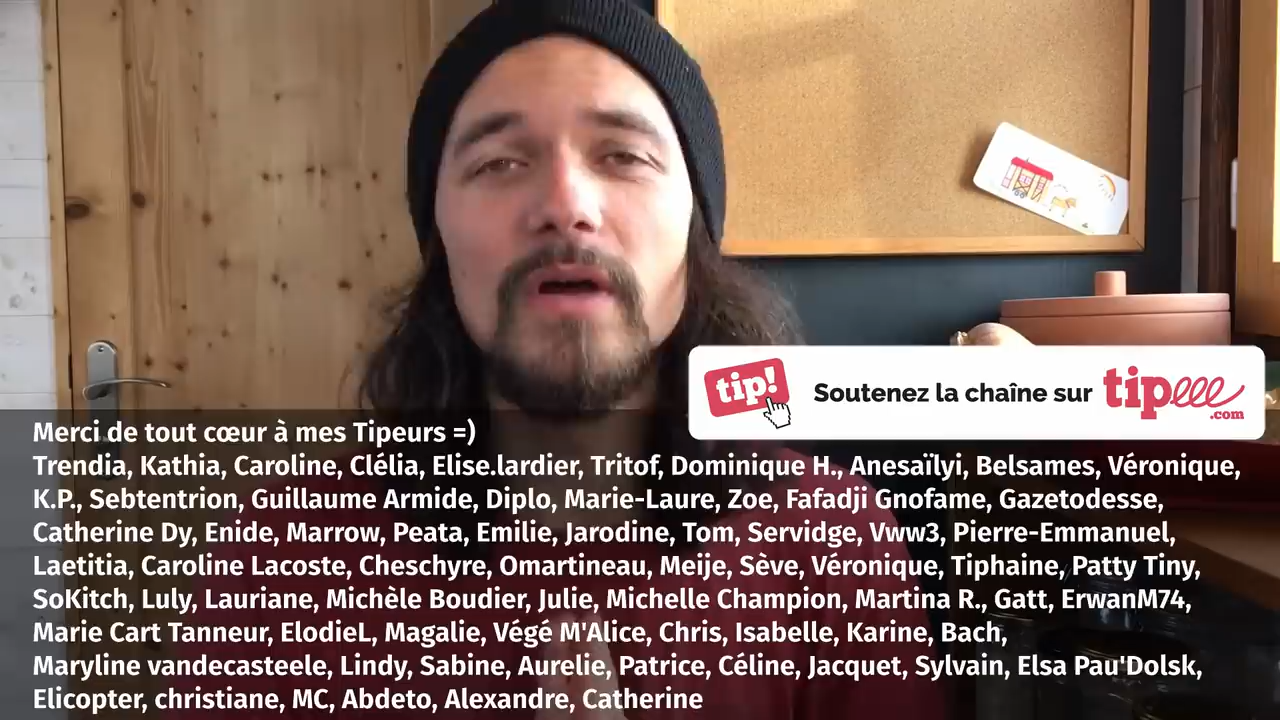 tip!
Soutenez la chaîne sur tipeee
.com
Merci de tout cœur à mes Tipeurs =)
Trendia, Kathia, Caroline, Clélia, Elise.lardier, Tritof, Dominique H., Anesaïlyi, Belsames, Véronique,
K.P., Sebtentrion, Guillaume Armide, Diplo, Marie-Laure, Zoe, Fafadji Gnofame, Gazetodesse,
Catherine Dy, Enide, Marrow, Peata, Emilie, Jarodine, Tom, Servidge, Vww3, Pierre-Emmanuel,
Laetitia, Caroline Lacoste, Cheschyre, Omartineau, Meije, Sève, Véronique, Tiphaine, Patty Tiny,
SoKitch, Luly, Lauriane, Michèle Boudier, Julie, Michelle Champion, Martina R., Gatt, ErwanM74,
Marie Cart Tanneur, ElodieL, Magalie, Végé M'Alice, Chris, Isabelle, Karine, Bach,
Maryline vandecasteele, Lindy, Sabine, Aurelie, Patrice, Céline, Jacquet, Sylvain, Elsa Pau'Dolsk,
Elicopter, christiane, MC, Abdeto, Alexandre, Catherine